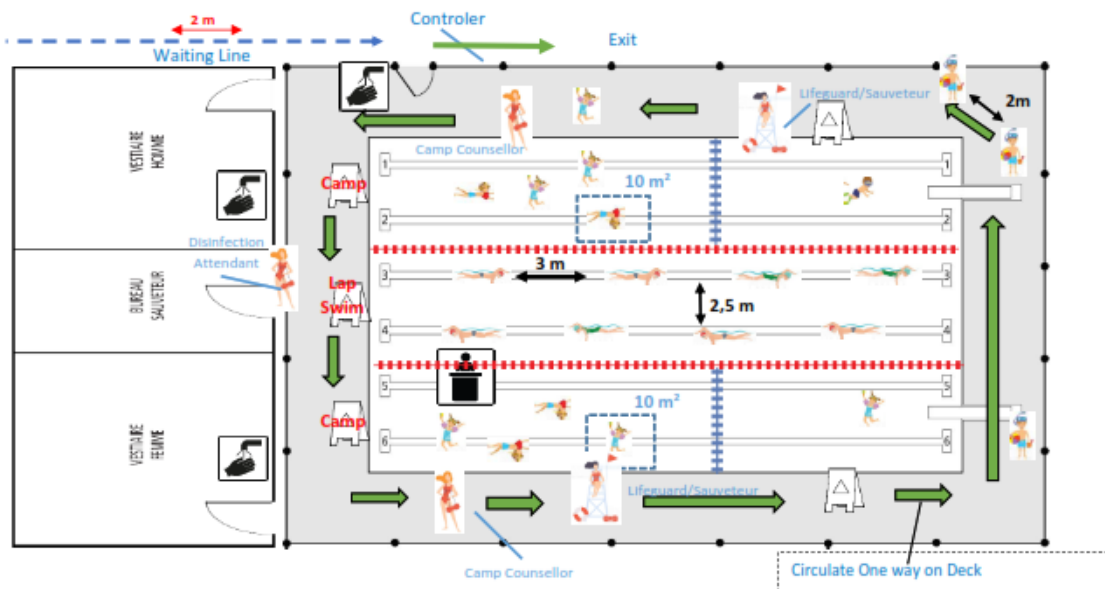 2 m
Controler
Exit
Waiting Line
VESTIAIRE
HOMME
Lifeguard/Sauveteur
2m
Camp Counsellor
1
1
Camp
10 m²
2
2
Disinfection
Attendant
BUREAU
SAUVETEUR
Lap
Swim
3
3 m
3
2,5 m
4
4
5
5
10 m²
Camp
VESTIAIRE
FEMME
6
6
Lifeguard/Sauveteur
Camp Counsellor
Circulate One way on Deck